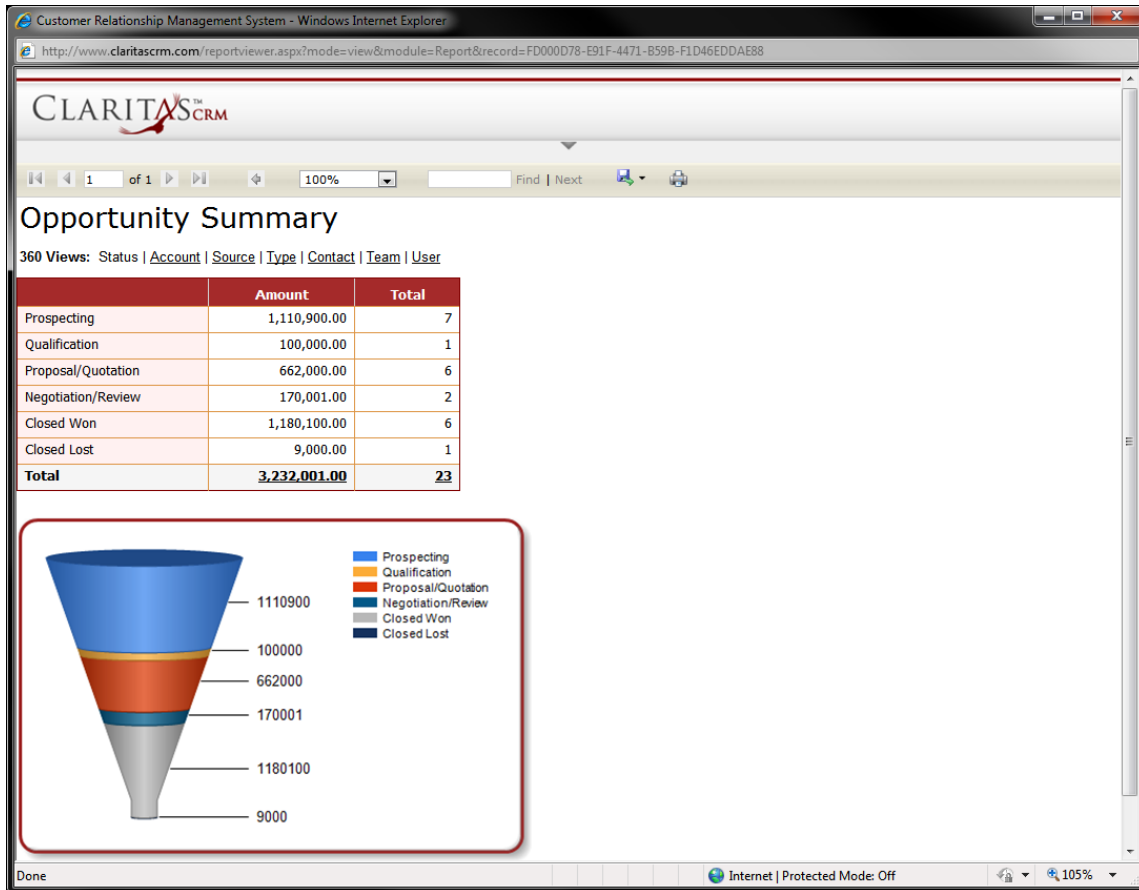 Customer Relationship Management System - Windows Internet Explorer
http://www.claritascrm.com/reportviewer.aspx?mode=view&module=Report&record=FD000D78-E91F-4471-B59B-F1D46EDDAE88
CLARITAS™ CRM
1 of 1 100% Find | Next
Opportunity Summary
360 Views: Status | Account | Source | Type | Contact | Team | User
Amount Total
Prospecting 1,110,900.00 7
Qualification 100,000.00 1
Proposal/Quotation 662,000.00 6
Negotiation/Review 170,001.00 2
Closed Won 1,180,100.00 6
Closed Lost 9,000.00 1
Total 3,232,001.00 23
Prospecting
Qualification
Proposal/Quotation
Negotiation/Review
Closed Won
Closed Lost
1110900
100000
662000
170001
1180100
9000
Done Internet | Protected Mode: Off 105%